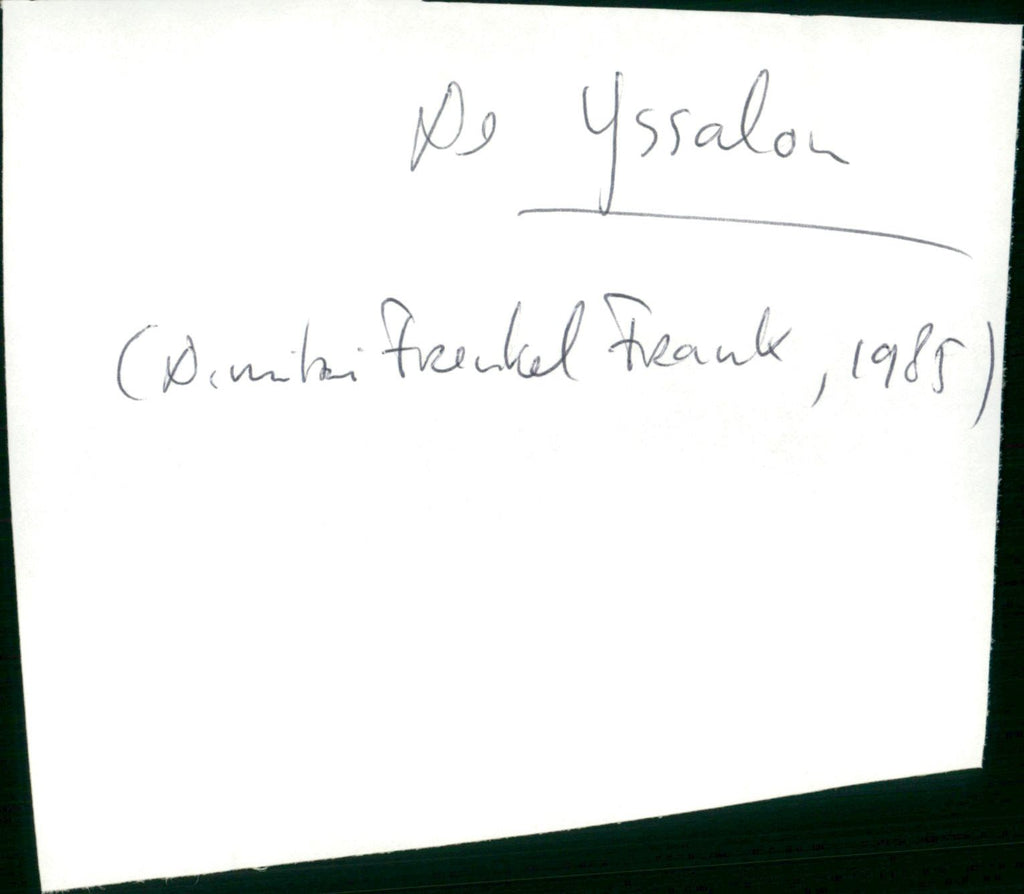 De Yssalon
(Dimitri Frenkel Frank, 1985)